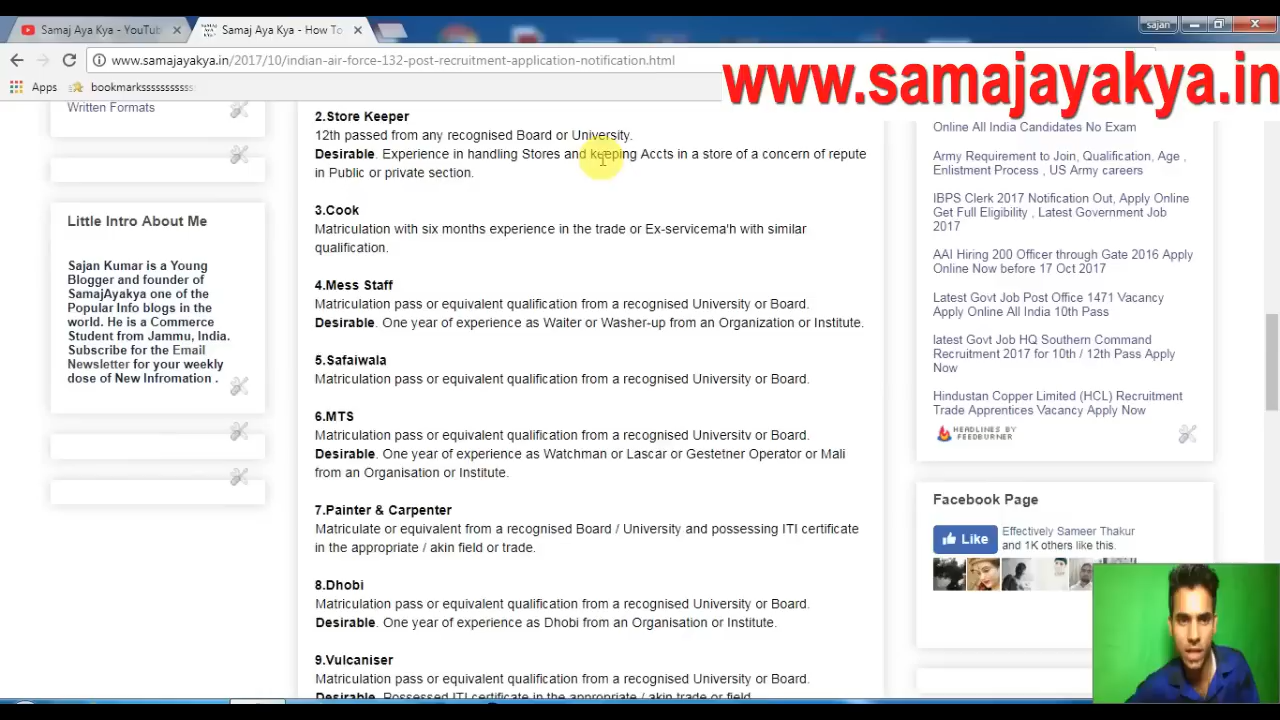 Samaj Aya Kya - YouTub
Samaj Aya Kya - How To
sajan
www.samajayakya.in/2017/10/indian-air-force-132-post-recruitment-application-notification.html
Apps
bookmarksssssssssss
www.samajayakya.in
Written Formats
Little Intro About Me
Sajan Kumar is a Young
Blogger and founder of
SamajAyakya one of the
Popular Info blogs in the
world. He is a Commerce
Student from Jammu, India.
Subscribe for the Email
Newsletter for your weekly
dose of New Infromation .
2.Store Keeper
12th passed from any recognised Board or University.
Desirable. Experience in handling Stores and keeping Accts in a store of a concern of repute
in Public or private section.
3.Cook
Matriculation with six months experience in the trade or Ex-servicema'h with similar
qualification.
4.Mess Staff
Matriculation pass or equivalent qualification from a recognised University or Board.
Desirable. One year of experience as Waiter or Washer-up from an Organization or Institute.
5.Safaiwala
Matriculation pass or equivalent qualification from a recognised University or Board.
6.MTS
Matriculation pass or equivalent qualification from a recognised Universitv or Board.
Desirable. One year of experience as Watchman or Lascar or Gestetner Operator or Mali
from an Organisation or Institute.
7.Painter & Carpenter
Matriculate or equivalent from a recognised Board / University and possessing ITI certificate
in the appropriate / akin field or trade.
8.Dhobi
Matriculation pass or equivalent qualification from a recognised University or Board.
Desirable. One year of experience as Dhobi from an Organisation or Institute.
9.Vulcaniser
Matriculation pass or equivalent qualification from a recognised University or Board.
Desirable. Possessed ITI certificate in the appropriate / akin trade or field.
Online All India Candidates No Exam
Army Requirement to Join, Qualification, Age ,
Enlistment Process , US Army careers
IBPS Clerk 2017 Notification Out, Apply Online
Get Full Eligibility , Latest Government Job
2017
AAI Hiring 200 Officer through Gate 2016 Apply
Online Now before 17 Oct 2017
Latest Govt Job Post Office 1471 Vacancy
Apply Online All India 10th Pass
latest Govt Job HQ Southern Command
Recruitment 2017 for 10th / 12th Pass Apply
Now
Hindustan Copper Limited (HCL) Recruitment
Trade Apprentices Vacancy Apply Now
HEADLINES BY
FEEDBURNER
Facebook Page
Like
Effectively Sameer Thakur
and 1K others like this.